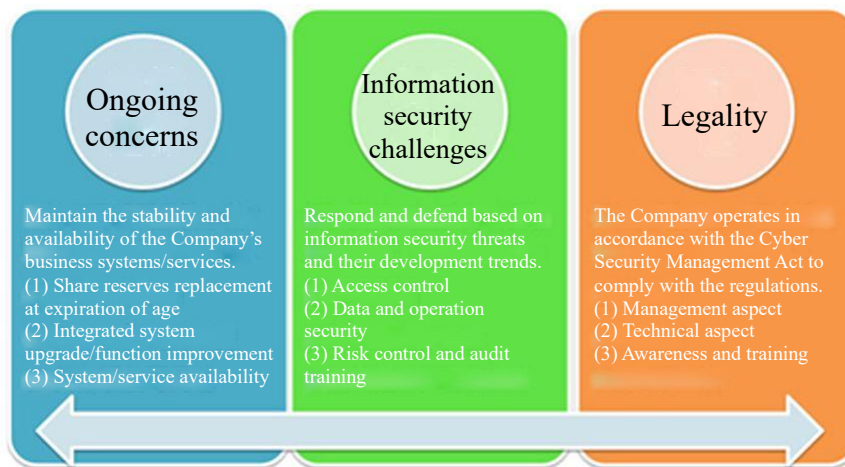 Ongoing
concerns
Maintain the stability and
availability of the Company’s
business systems/services.
(1) Share reserves replacement
at expiration of age
(2) Integrated system
upgrade/function improvement
(3) System/service availability
Information
security
challenges
Respond and defend based on
information security threats
and their development trends.
(1) Access control
(2) Data and operation
security
(3) Risk control and audit
training
Legality
The Company operates in
accordance with the Cyber
Security Management Act to
comply with the regulations.
(1) Management aspect
(2) Technical aspect
(3) Awareness and training